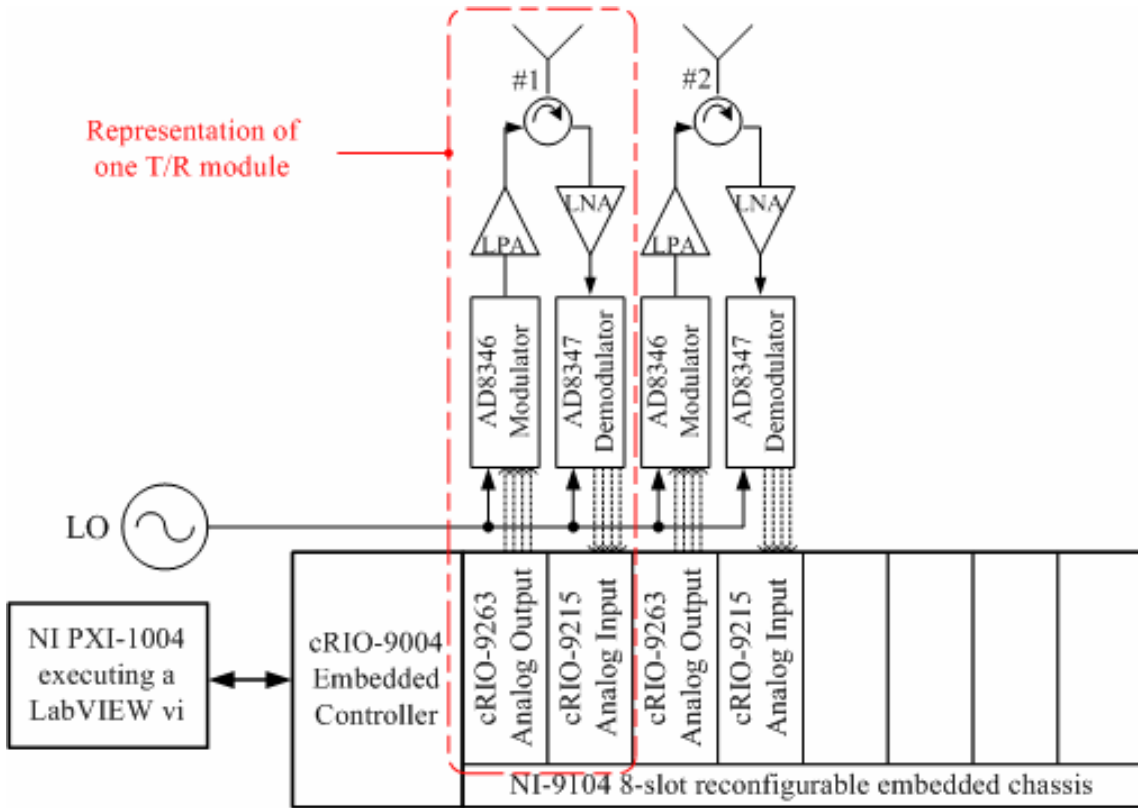 #1
#2
Representation of
one T/R module
LPA
LNA
LPA
LNA
AD8346
Modulator
AD8347
Demodulator
AD8346
Modulator
AD8347
Demodulator
LO
NI PXI-1004
executing a
LabVIEW vi
cRIO-9004
Embedded
Controller
cRIO-9263
Analog Output
cRIO-9215
Analog Input
cRIO-9263
Analog Output
cRIO-9215
Analog Input
NI-9104 8-slot reconfigurable embedded chassis